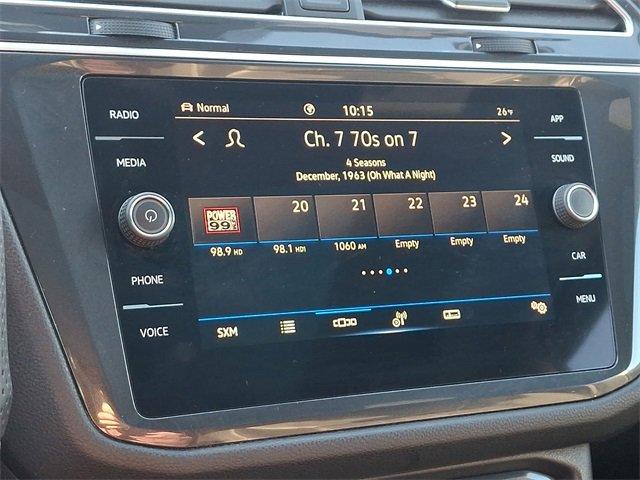 RADIO
MEDIA
PHONE
VOICE
Normal 10:15 26°F
Ch. 7 70s on 7
4 Seasons
December, 1963 (Oh What A Night)
POWER 99 20 21 22 23 24
98.9 HD 98.1 HD1 1060 AM Empty Empty Empty
SXM
APP
SOUND
CAR
MENU